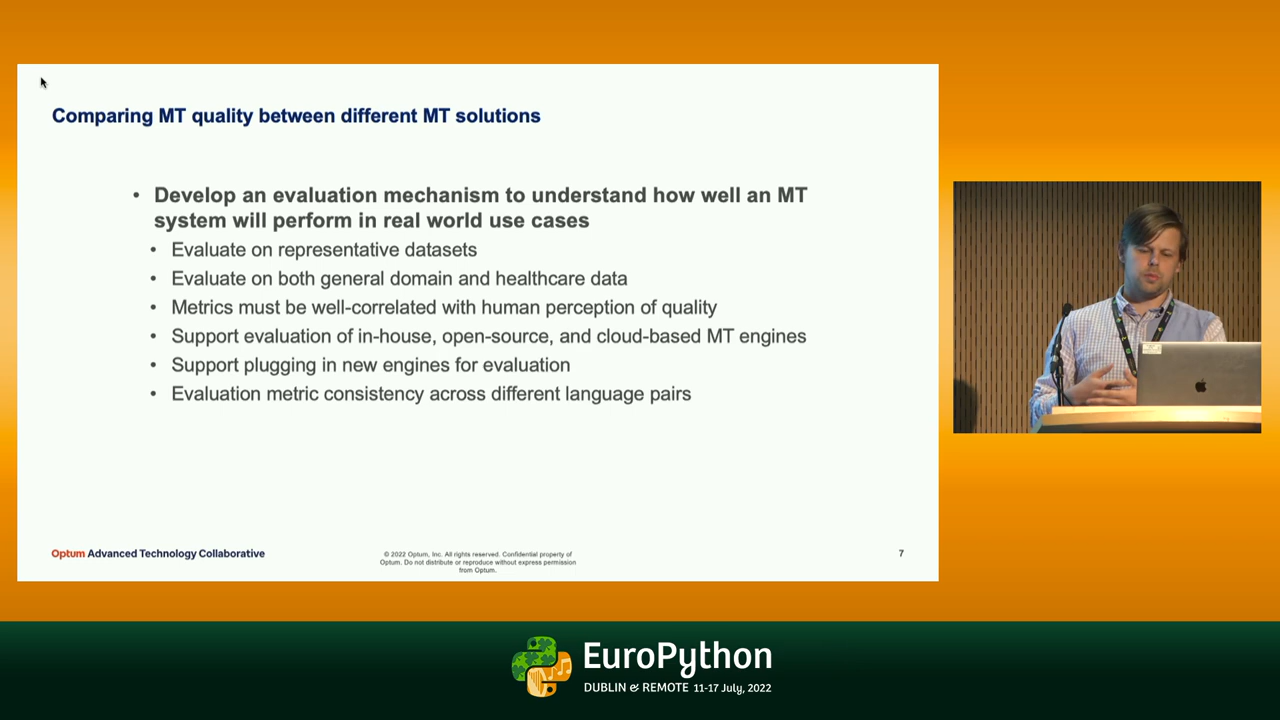 Comparing MT quality between different MT solutions
• Develop an evaluation mechanism to understand how well an MT
system will perform in real world use cases
• Evaluate on representative datasets
• Evaluate on both general domain and healthcare data
• Metrics must be well-correlated with human perception of quality
• Support evaluation of in-house, open-source, and cloud-based MT engines
• Support plugging in new engines for evaluation
• Evaluation metric consistency across different language pairs
Optum Advanced Technology Collaborative
© 2022 Optum, Inc. All rights reserved. Confidential property of
Optum. Do not distribute or reproduce without express permission
from Optum.
7
EuroPython
DUBLIN & REMOTE 11-17 July, 2022